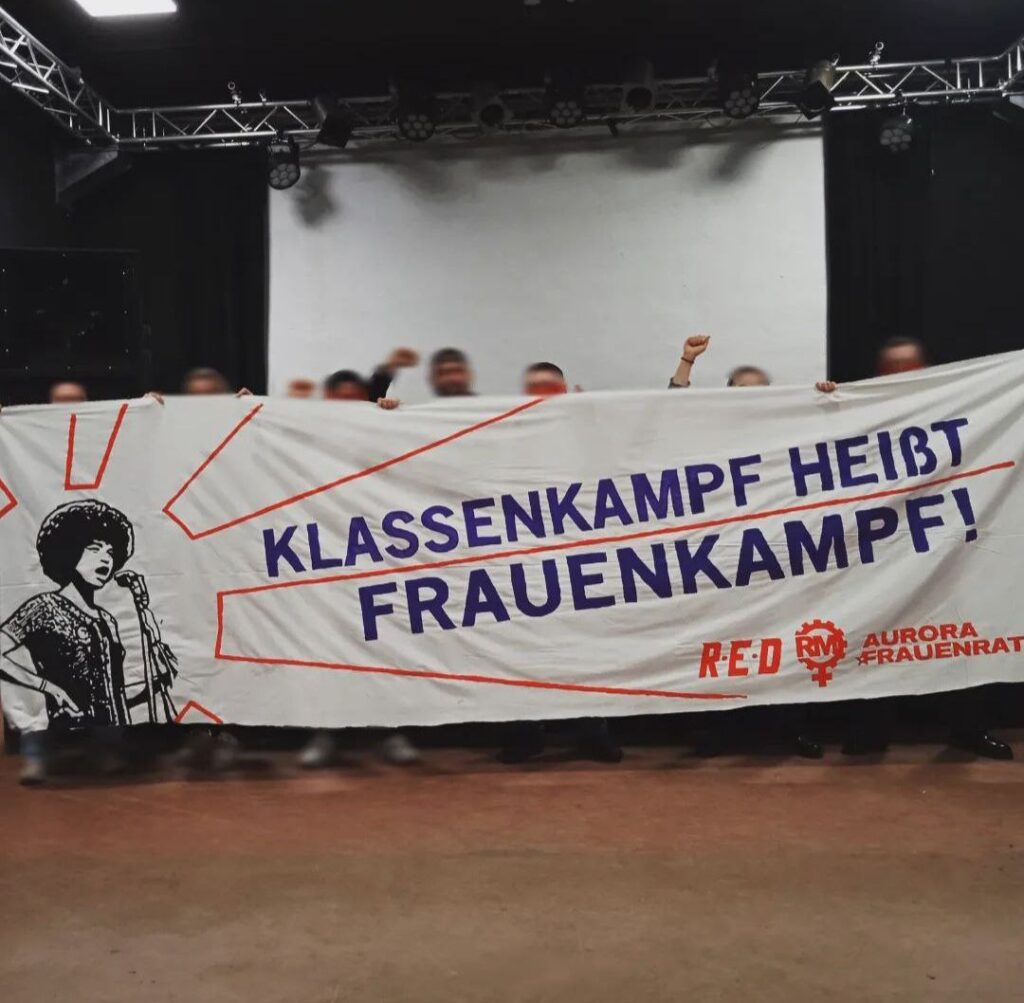 KLASSENKAMPF HEIßT
FRAUENKAMPF!
R·E·D
RM
AURORA
FRAUENRAT